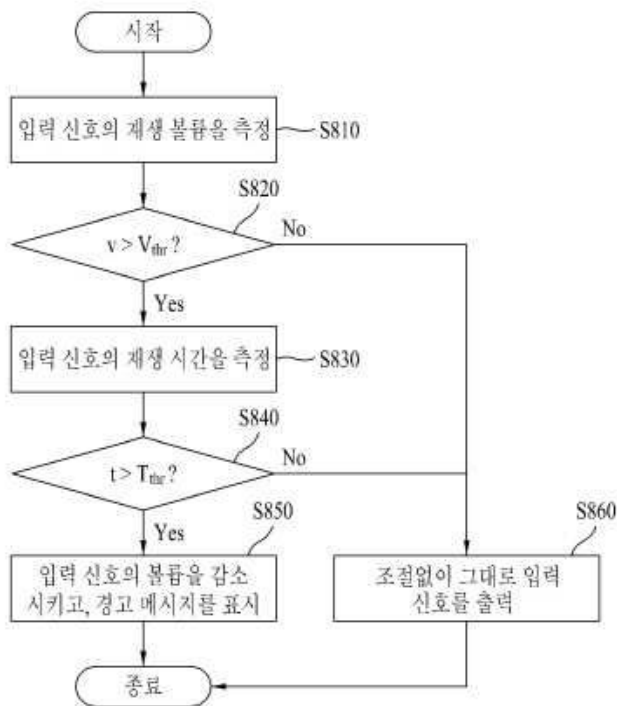 시작
입력 신호의 재생 볼륨을 측정
S810
S820
v > Vthr ?
No
Yes
입력 신호의 재생 시간을 측정
S830
S840
t > Tthr ?
No
Yes
S850
입력 신호의 볼륨을 감소
시키고, 경고 메시지를 표시
S860
조절없이 그대로 입력
신호를 출력
종료